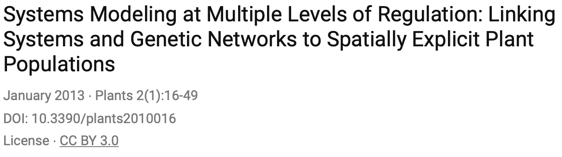 Systems Modeling at Multiple Levels of Regulation: Linking
Systems and Genetic Networks to Spatially Explicit Plant
Populations
January 2013 · Plants 2(1):16-49
DOI: 10.3390/plants2010016
License · CC BY 3.0